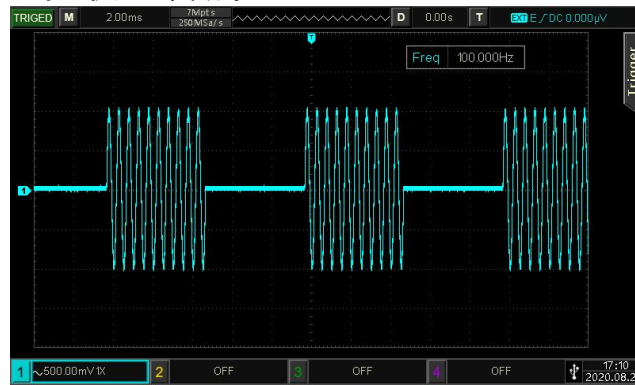 TRIGED M 2.00ms 7Mpts D 0.00s T EXT E DC 0.000µV
250MSa/s
T
Trigger
Freq 100.000Hz
1
1 500.00mV 1X 2 OFF 3 OFF 4 OFF 17:10
2020.08.2